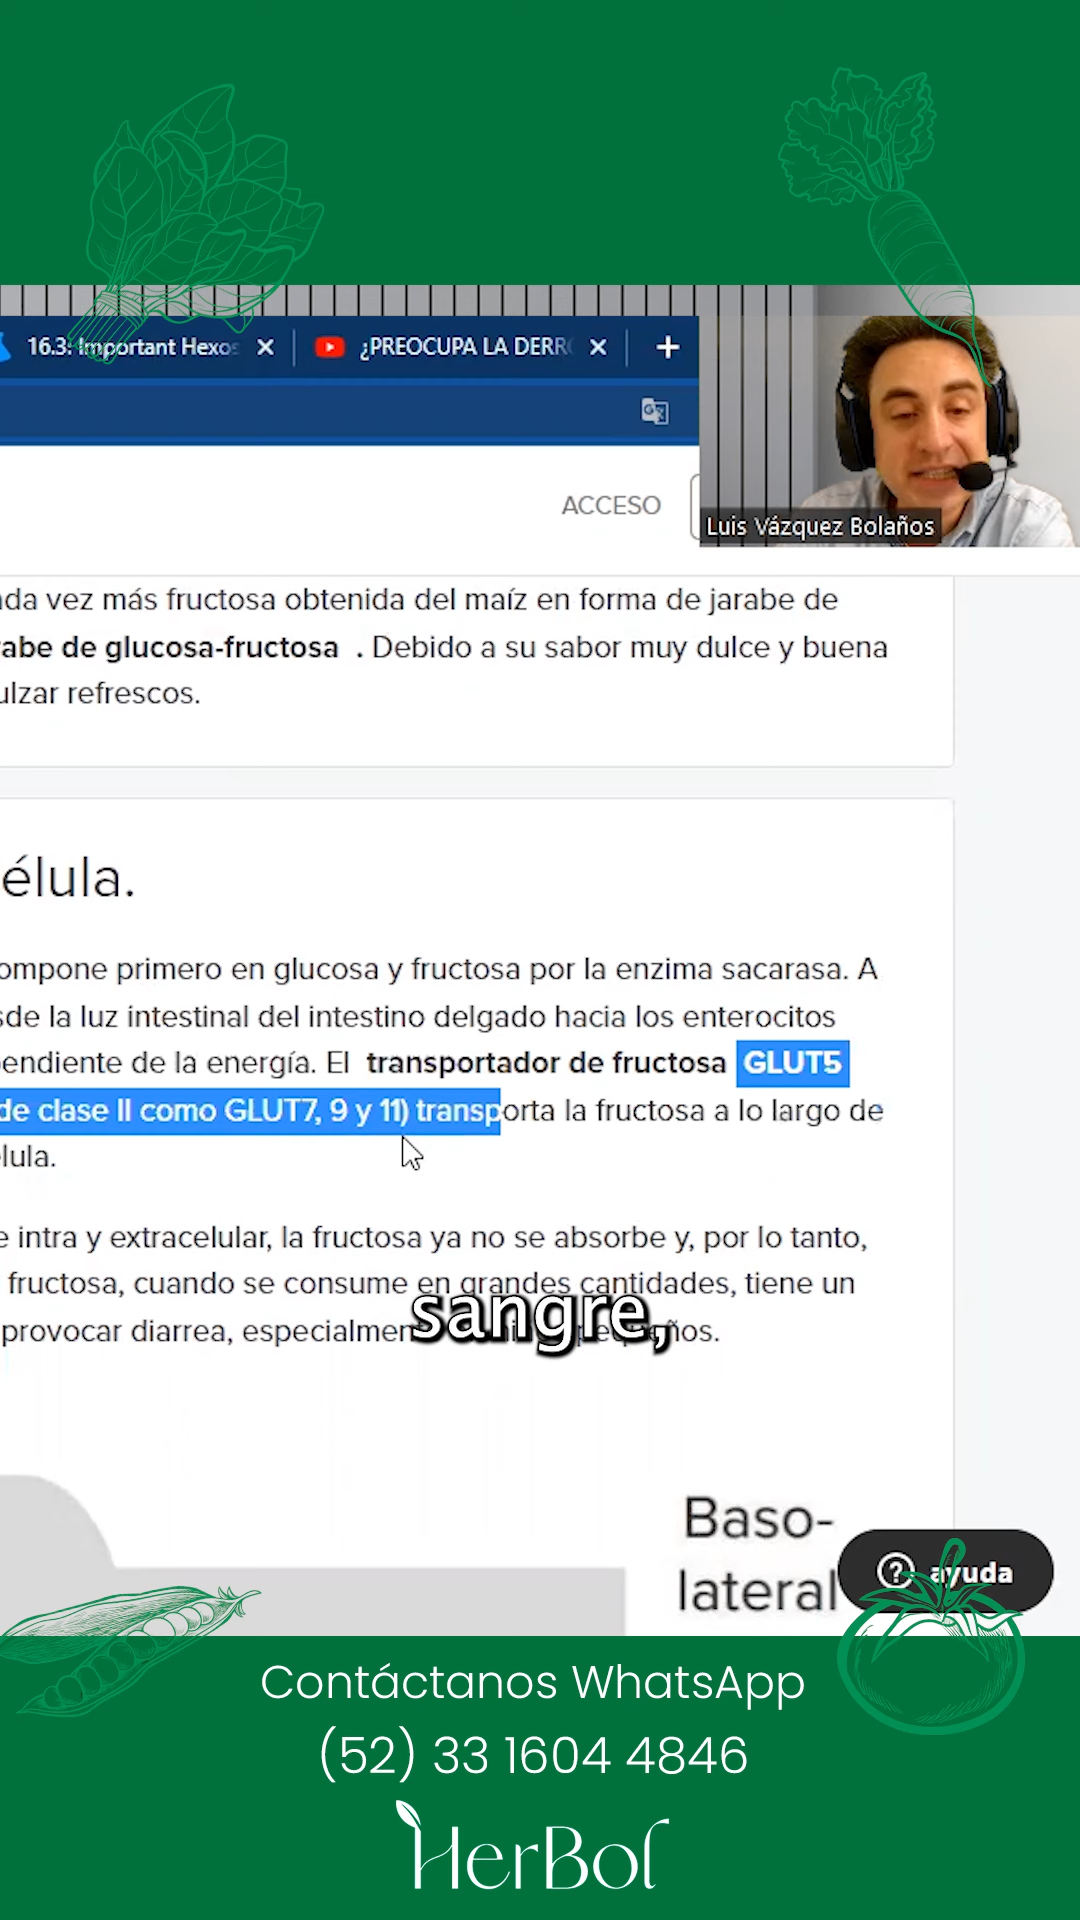 16.3: Important Hexos
¿PREOCUPA LA DERR
ACCESO
Luis Vázquez Bolaños
da vez más fructosa obtenida del maíz en forma de jarabe de
abe de glucosa-fructosa . Debido a su sabor muy dulce y buena
ulzar refrescos.
élula.
ompone primero en glucosa y fructosa por la enzima sacarasa. A
sde la luz intestinal del intestino delgado hacia los enterocitos
pendiente de la energía. El transportador de fructosa GLUT5
de clase II como GLUT7, 9 y 11) transporta la fructosa a lo largo de
lula.
e intra y extracelular, la fructosa ya no se absorbe y, por lo tanto,
fructosa, cuando se consume en grandes cantidades, tiene un
provocar diarrea, especialmen
sangre,
Baso-
lateral
ayuda
Contáctanos WhatsApp
(52) 33 1604 4846
HerBol